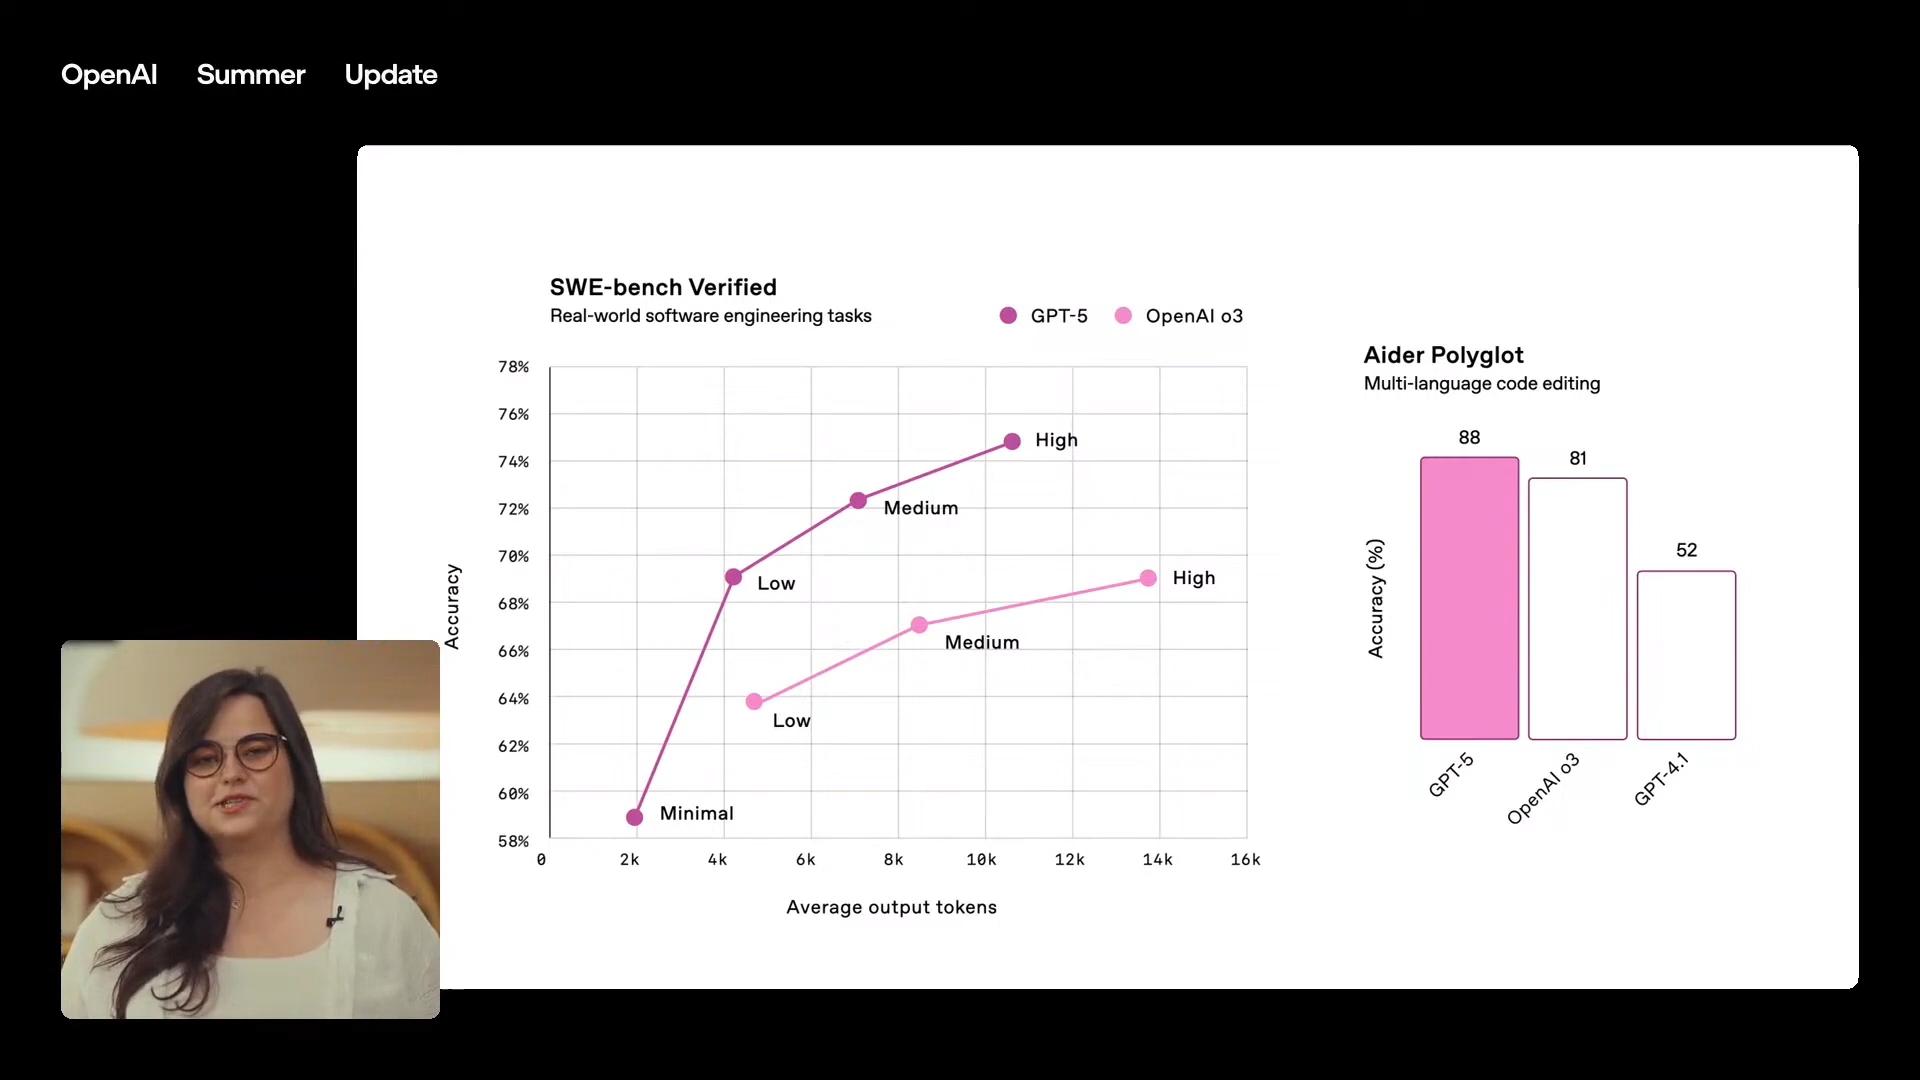 OpenAI Summer Update
SWE-bench Verified
Real-world software engineering tasks
GPT-5
OpenAI o3
78%
76%
74%
72%
70%
68%
66%
64%
62%
60%
58%
Accuracy
High
Medium
Low
Minimal
High
Medium
Low
0 2k 4k 6k 8k 10k 12k 14k 16k
Average output tokens
Aider Polyglot
Multi-language code editing
Accuracy (%)
88
81
52
GPT-5
OpenAI o3
GPT-4.1